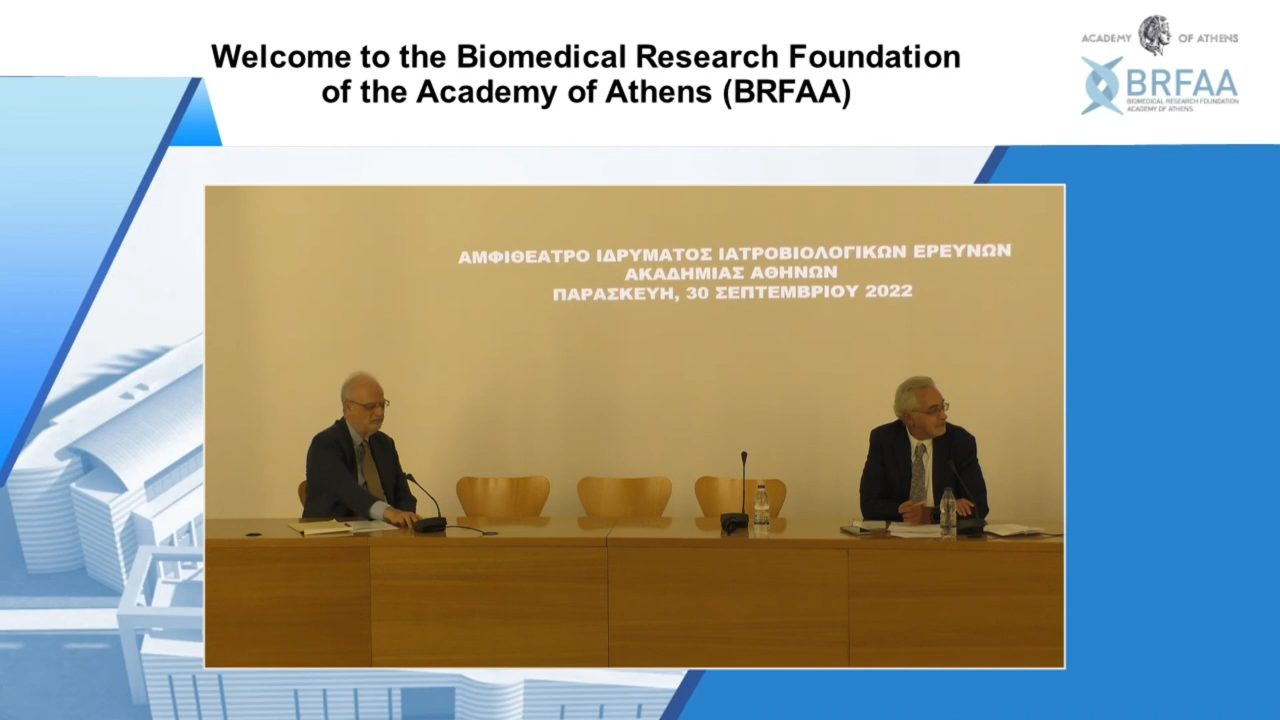 Welcome to the Biomedical Research Foundation
of the Academy of Athens (BRFAA)
ACADEMY OF ATHENS
BRFAA
BIOMEDICAL RESEARCH FOUNDATION
ACADEMY OF ATHENS
ΑΜΦΙΘΕΑΤΡΟ ΙΔΡΥΜΑΤΟΣ ΙΑΤΡΟΒΙΟΛΟΓΙΚΩΝ ΕΡΕΥΝΩΝ
ΑΚΑΔΗΜΙΑΣ ΑΘΗΝΩΝ
ΠΑΡΑΣΚΕΥΗ, 30 ΣΕΠΤΕΜΒΡΙΟΥ 2022